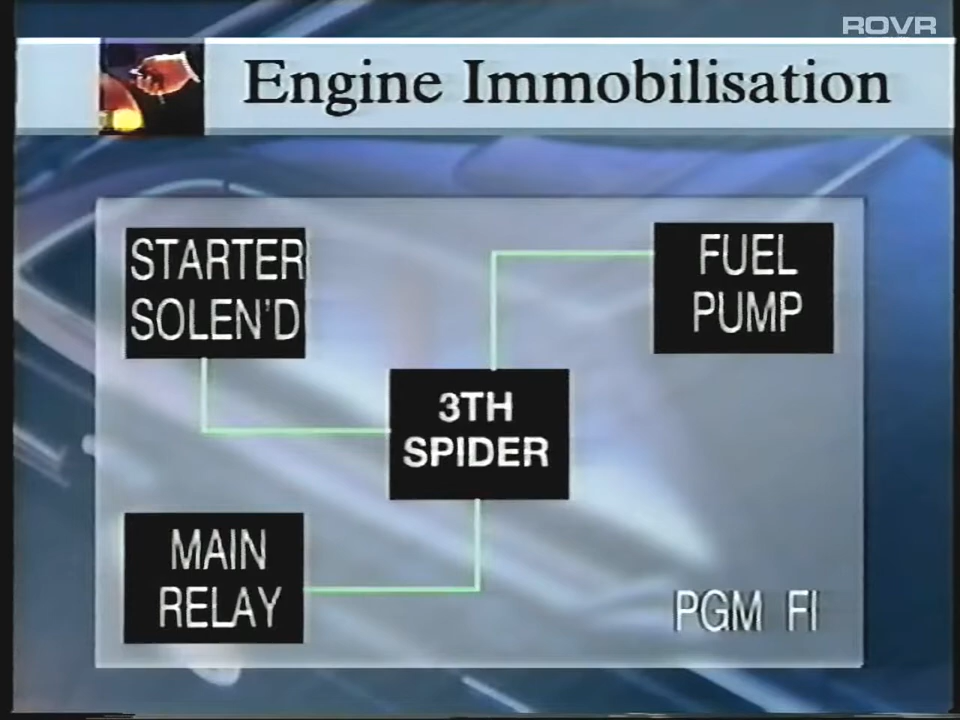 ROVR
Engine Immobilisation
STARTER
SOLEN'D
FUEL
PUMP
3TH
SPIDER
MAIN
RELAY
PGM FI